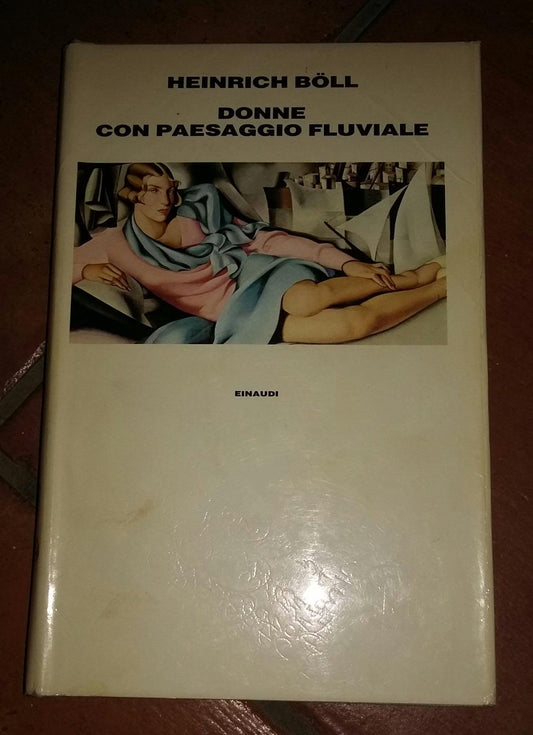 HEINRICH BÖLL
DONNE
CON PAESAGGIO FLUVIALE
EINAUDI